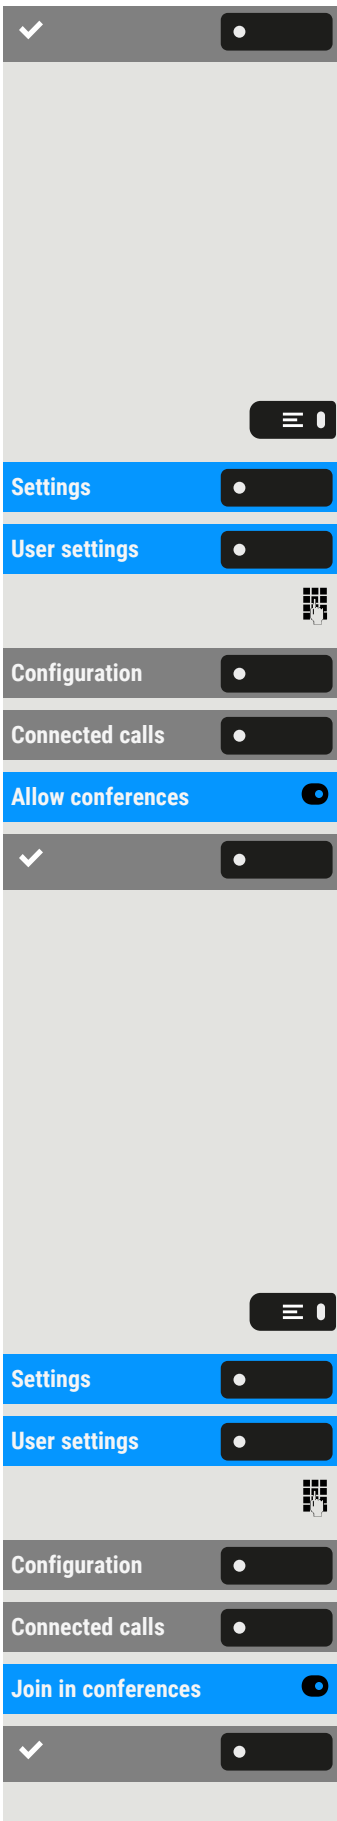 Settings
User settings
Configuration
Connected calls
Allow conferences
Settings
User settings
Configuration
Connected calls
Join in conferences